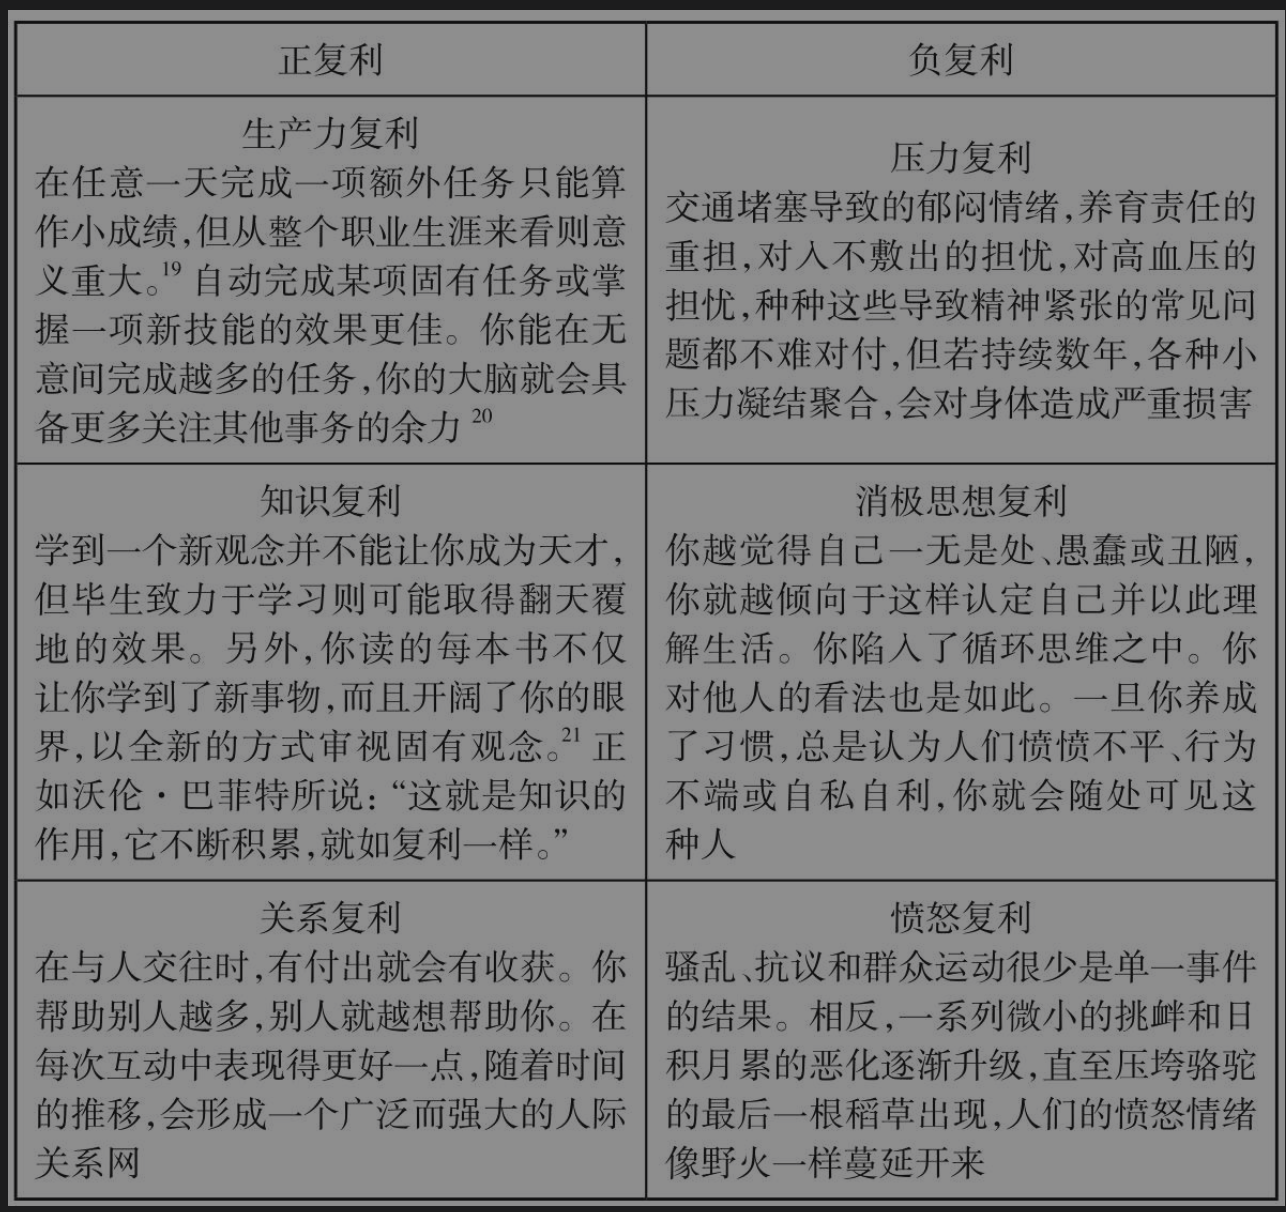 正复利
负复利
生产力复利
在任意一天完成一项额外任务只能算
作小成绩,但从整个职业生涯来看则意
义重大。19 自动完成某项固有任务或掌
握一项新技能的效果更佳。你能在无
意间完成越多的任务,你的大脑就会具
备更多关注其他事务的余力 20
压力复利
交通堵塞导致的郁闷情绪,养育责任的
重担,对入不敷出的担忧,对高血压的
担忧,种种这些导致精神紧张的常见问
题都不难对付,但若持续数年,各种小
压力凝结聚合,会对身体造成严重损害
知识复利
学到一个新观念并不能让你成为天才,
但毕生致力于学习则可能取得翻天覆
地的效果。另外,你读的每本书不仅
让你学到了新事物,而且开阔了你的眼
界,以全新的方式审视固有观念。21 正
如沃伦·巴菲特所说:“这就是知识的
作用,它不断积累,就如复利一样。”
消极思想复利
你越觉得自己一无是处、愚蠢或丑陋,
你就越倾向于这样认定自己并以此理
解生活。你陷入了循环思维之中。你
对他人的看法也是如此。一旦你养成
了习惯,总是认为人们愤愤不平、行为
不端或自私自利,你就会随处可见这
种人
关系复利
在与人交往时,有付出就会有收获。你
帮助别人越多,别人就越想帮助你。在
每次互动中表现得更好一点,随着时间
的推移,会形成一个广泛而强大的人际
关系网
愤怒复利
骚乱、抗议和群众运动很少是单一事件
的结果。相反,一系列微小的挑衅和日
积月累的恶化逐渐升级,直至压垮骆驼
的最后一根稻草出现,人们的愤怒情绪
像野火一样蔓延开来